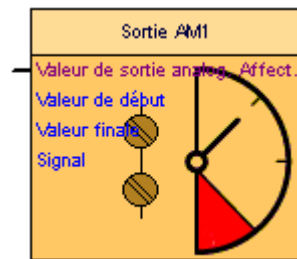 Sortie AM1
Valeur de sortie analog. Affect.
Valeur de début
Valeur finale
Signal